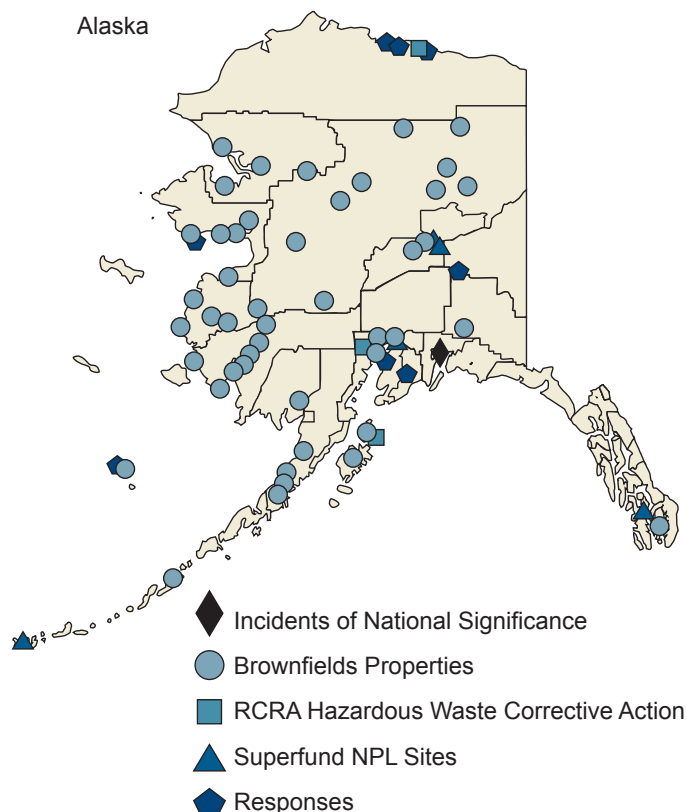 Alaska
Incidents of National Significance
Brownfields Properties
RCRA Hazardous Waste Corrective Action
Superfund NPL Sites
Responses